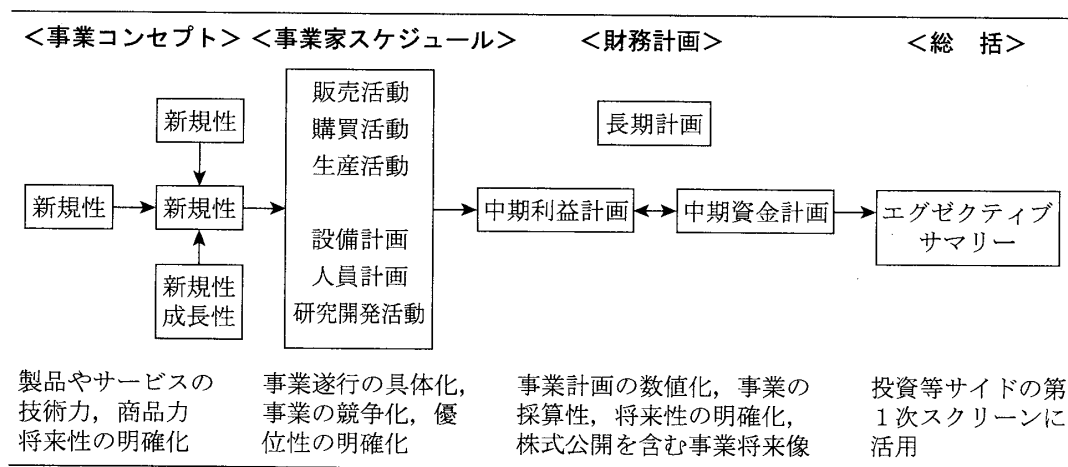 ＜事業コンセプト＞ ＜事業家スケジュール＞ ＜財務計画＞ ＜総 括＞
新規性
新規性
新規性
新規性
成長性
販売活動
購買活動
生産活動
設備計画
人員計画
研究開発活動
長期計画
中期利益計画
中期資金計画
エグゼクティブ
サマリー
製品やサービスの
技術力，商品力
将来性の明確化
事業遂行の具体化，
事業の競争化，優
位性の明確化
事業計画の数値化，事業の
採算性，将来性の明確化，
株式公開を含む事業将来像
投資等サイドの第
1次スクリーンに
活用